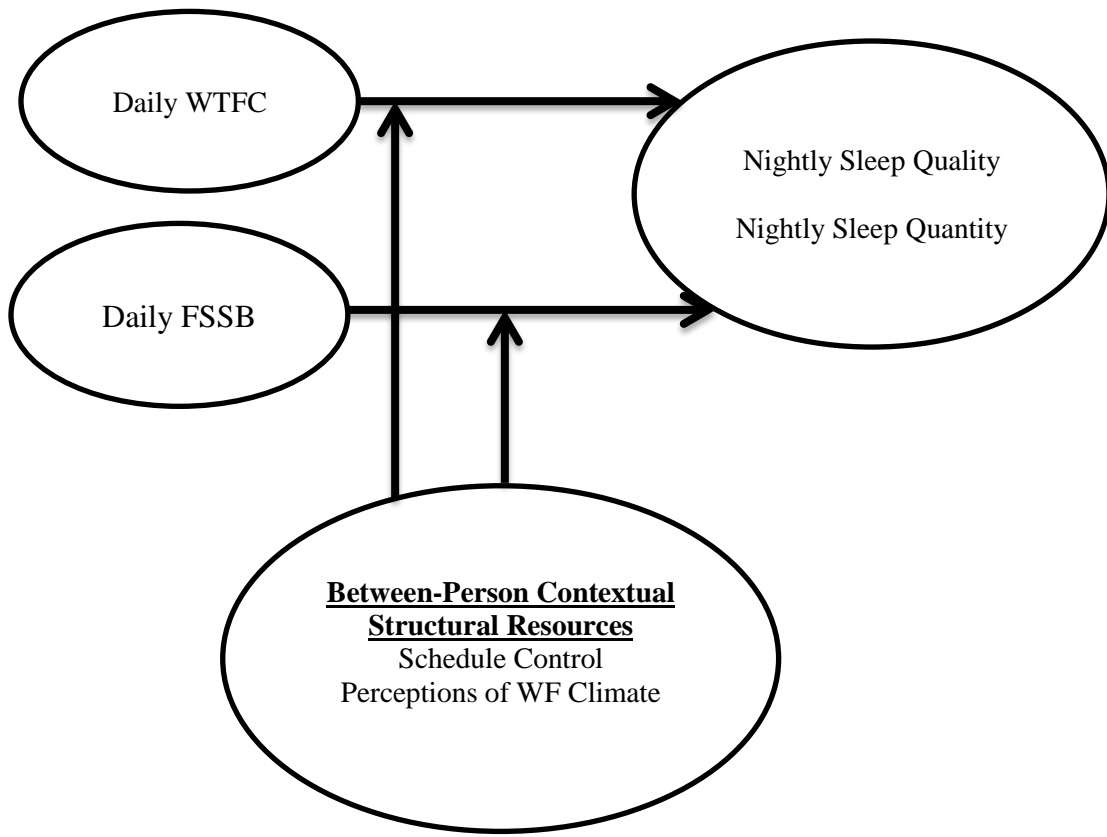 Daily WTFC
Nightly Sleep Quality
Nightly Sleep Quantity
Daily FSSB
Between-Person Contextual
Structural Resources
Schedule Control
Perceptions of WF Climate